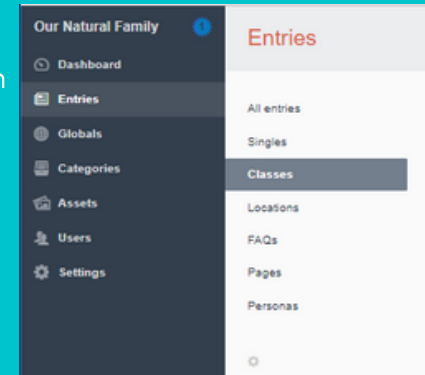 Our Natural Family 1
Dashboard
Entries
Globals
Categories
Assets
Users
Settings
Entries
All entries
Singles
Classes
Locations
FAQs
Pages
Personas